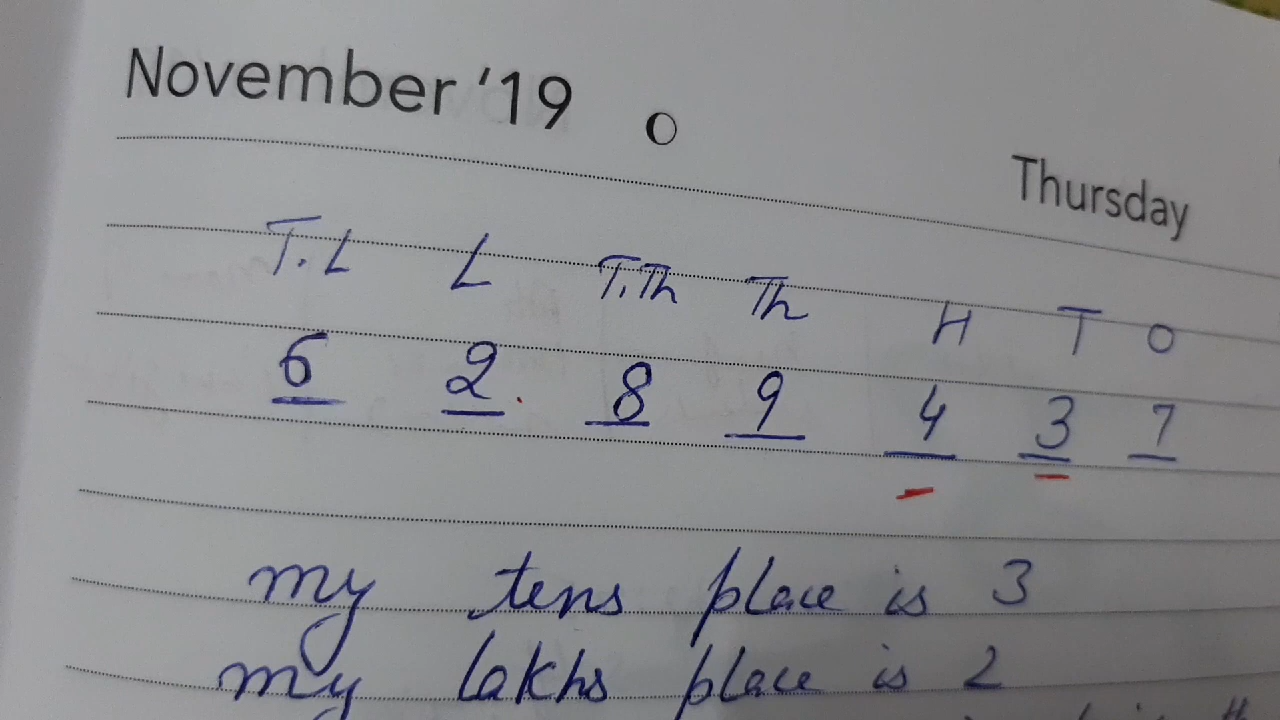 November '19 O
Thursday
T.L L T.Th Th H T O
6 2 8 9 4 3 7
my tens place is 3
my lakhs place is 2